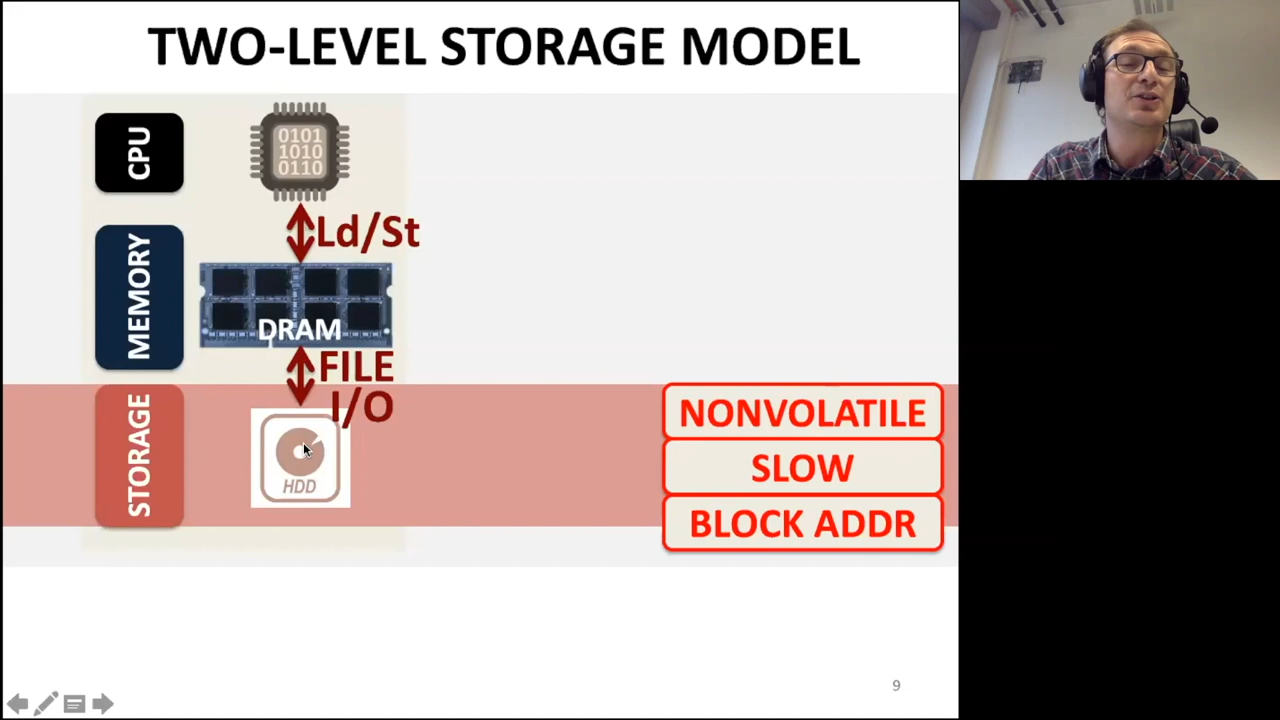 TWO-LEVEL STORAGE MODEL
CPU
0101
1010
0110
Ld/St
MEMORY
DRAM
FILE
I/O
STORAGE
HDD
NONVOLATILE
SLOW
BLOCK ADDR
9